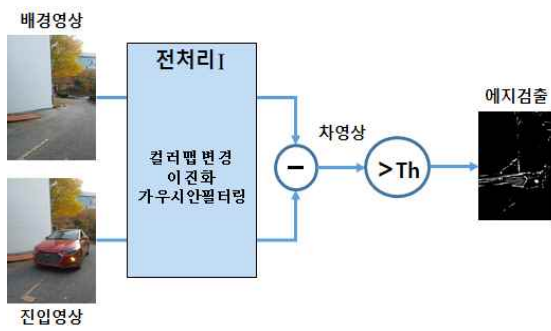 배경영상
전처리 I
에지검출
차영상
컬러맵변경
이진화
가우시안필터링
−
>Th
진입영상